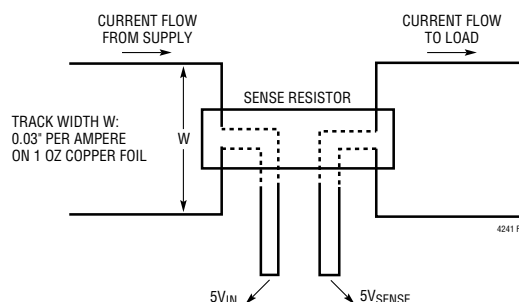 CURRENT FLOW
FROM SUPPLY
CURRENT FLOW
TO LOAD
SENSE RESISTOR
TRACK WIDTH W:
0.03" PER AMPERE
ON 1 OZ COPPER FOIL
W
4241 F
5VIN
5VSENSE